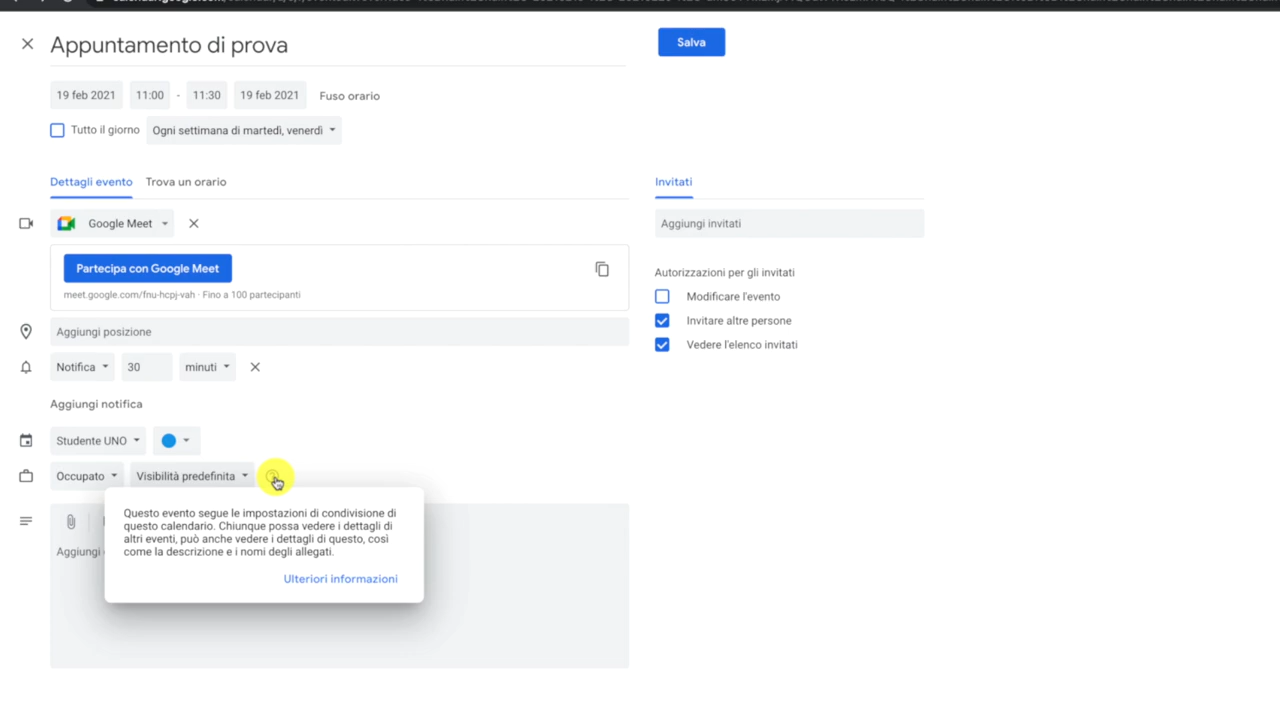 Appuntamento di prova
Salva
19 feb 2021 11:00 - 11:30 19 feb 2021 Fuso orario
Tutto il giorno Ogni settimana di martedì, venerdì
Dettagli evento Trova un orario
Invitati
Google Meet
Aggiungi invitati
Partecipa con Google Meet
meet.google.com/fnu-hcpj-vah · Fino a 100 partecipanti
Autorizzazioni per gli invitati
Modificare l'evento
Invitare altre persone
Vedere l'elenco invitati
Aggiungi posizione
Notifica 30 minuti
Aggiungi notifica
Studente UNO
Occupato Visibilità predefinita
Questo evento segue le impostazioni di condivisione di
questo calendario. Chiunque possa vedere i dettagli di
altri eventi, può anche vedere i dettagli di questo, così
come la descrizione e i nomi degli allegati.
Ulteriori informazioni
Aggiungi